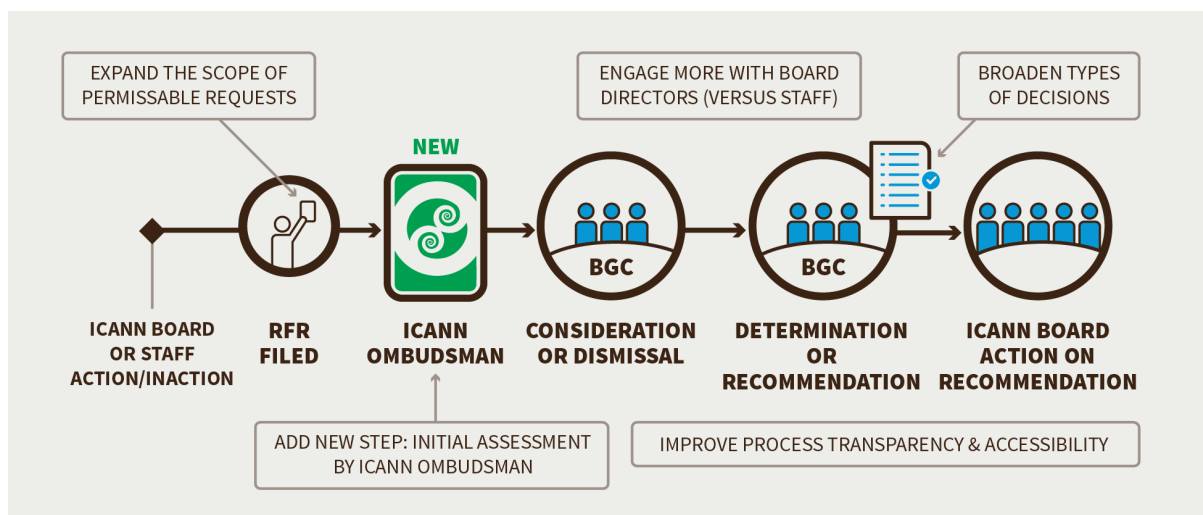 EXPAND THE SCOPE OF
PERMISSABLE REQUESTS
ENGAGE MORE WITH BOARD
DIRECTORS (VERSUS STAFF)
BROADEN TYPES
OF DECISIONS
NEW
BGC
BGC
ICANN BOARD
OR STAFF
ACTION/INACTION
RFR
FILED
ICANN
OMBUDSMAN
CONSIDERATION
OR DISMISSAL
DETERMINATION
OR
RECOMMENDATION
ICANN BOARD
ACTION ON
RECOMMENDATION
ADD NEW STEP: INITIAL ASSESSMENT
BY ICANN OMBUDSMAN
IMPROVE PROCESS TRANSPARENCY & ACCESSIBILITY